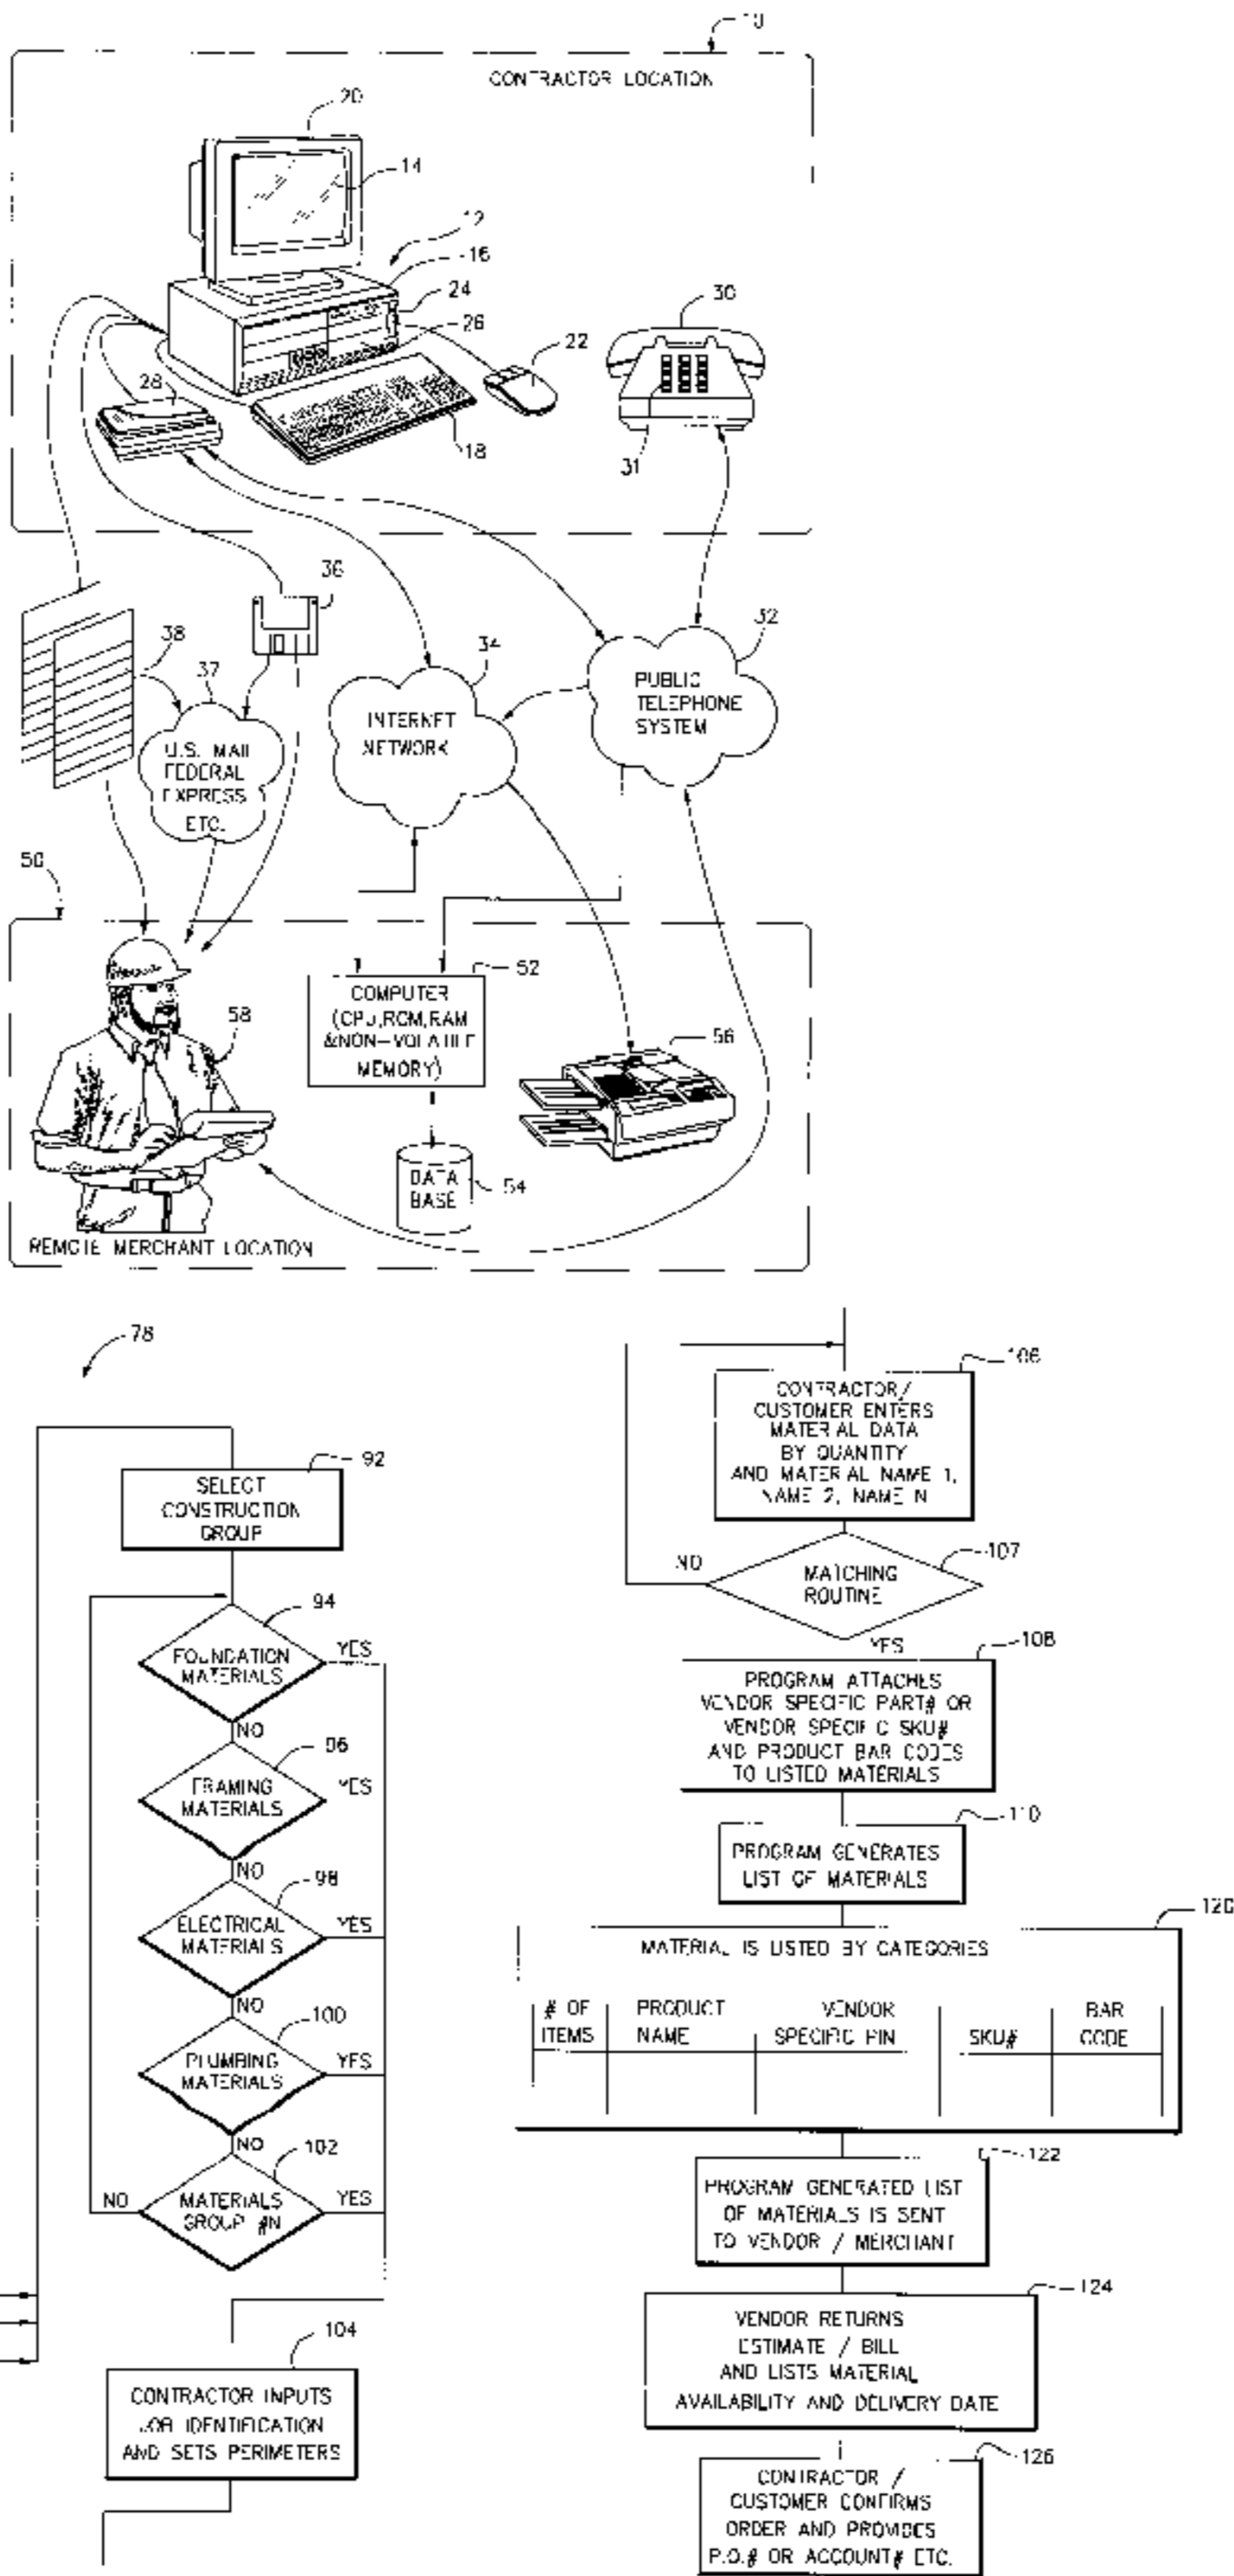 10
CONTRACTOR LOCATION
20
14
12
16
24
26
22
30
28
18
31
36
38
37
34
32
PUBLIC
TELEPHONE
SYSTEM
INTERNET
NETWORK
U.S. MAIL
FEDERAL
EXPRESS
ETC.
50
52
COMPUTER
(CPU,ROM,RAM
&NON-VOLATILE
MEMORY)
58
56
DATA
BASE
54
REMOTE MERCHANT LOCATION
78
92
SELECT
CONSTRUCTION
GROUP
94
FOUNDATION
MATERIALS
YES
NO
96
FRAMING
MATERIALS
YES
NO
98
ELECTRICAL
MATERIALS
YES
NO
100
PLUMBING
MATERIALS
YES
NO
102
NO
MATERIALS
GROUP #N
YES
104
CONTRACTOR INPUTS
JOB IDENTIFICATION
AND SETS PERIMETERS
106
CONTRACTOR/
CUSTOMER ENTERS
MATERIAL DATA
BY QUANTITY
AND MATERIAL NAME 1,
NAME 2, NAME N
107
NO
MATCHING
ROUTINE
YES
108
PROGRAM ATTACHES
VENDOR SPECIFIC PART# OR
VENDOR SPECIFIC SKU#
AND PRODUCT BAR CODES
TO LISTED MATERIALS
110
PROGRAM GENERATES
LIST OF MATERIALS
120
MATERIAL IS LISTED BY CATEGORIES
# OF
ITEMS
PRODUCT
NAME
VENDOR
SPECIFIC PIN
SKU#
BAR
CODE
122
PROGRAM GENERATED LIST
OF MATERIALS IS SENT
TO VENDOR / MERCHANT
124
VENDOR RETURNS
ESTIMATE / BILL
AND LISTS MATERIAL
AVAILABILITY AND DELIVERY DATE
126
CONTRACTOR /
CUSTOMER CONFIRMS
ORDER AND PROVIDES
P.O.# OR ACCOUNT# ETC.